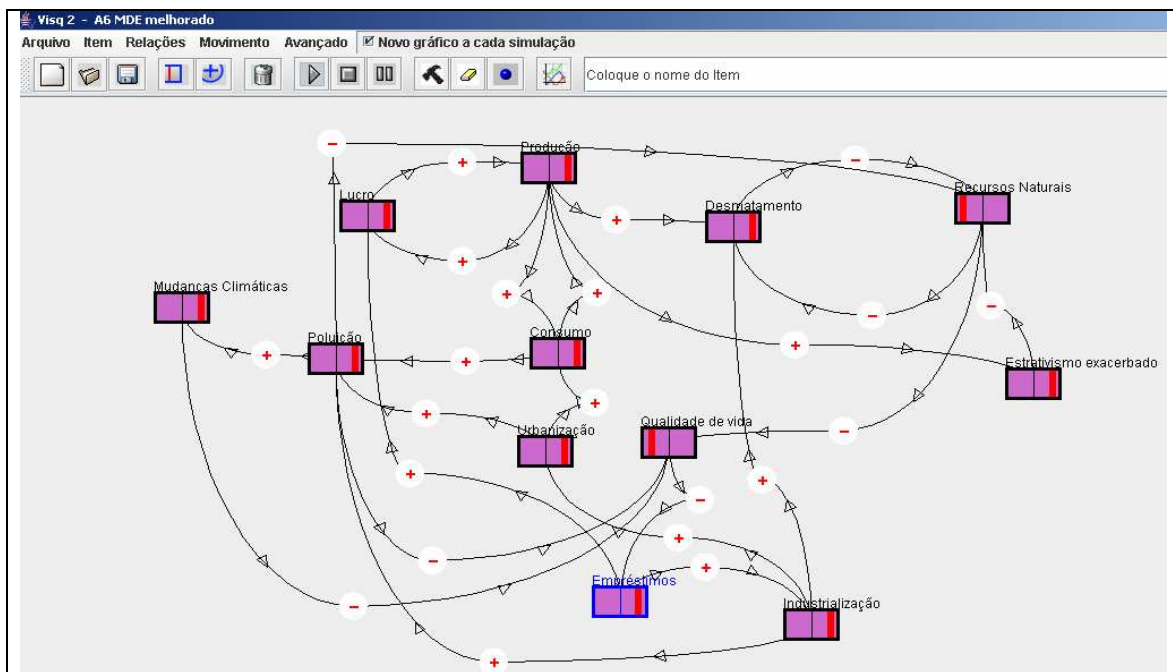 Visq 2 - A6 MDE melhorado
Arquivo Item Relações Movimento Avançado Novo gráfico a cada simulação
Coloque o nome do Item
Produção
Lucro
Desmatamento
Recursos Naturais
Mudanças Climáticas
Poluição
Consumo
Estrativismo exacerbado
Urbanização
Qualidade de vida
Empréstimos
Industrialização